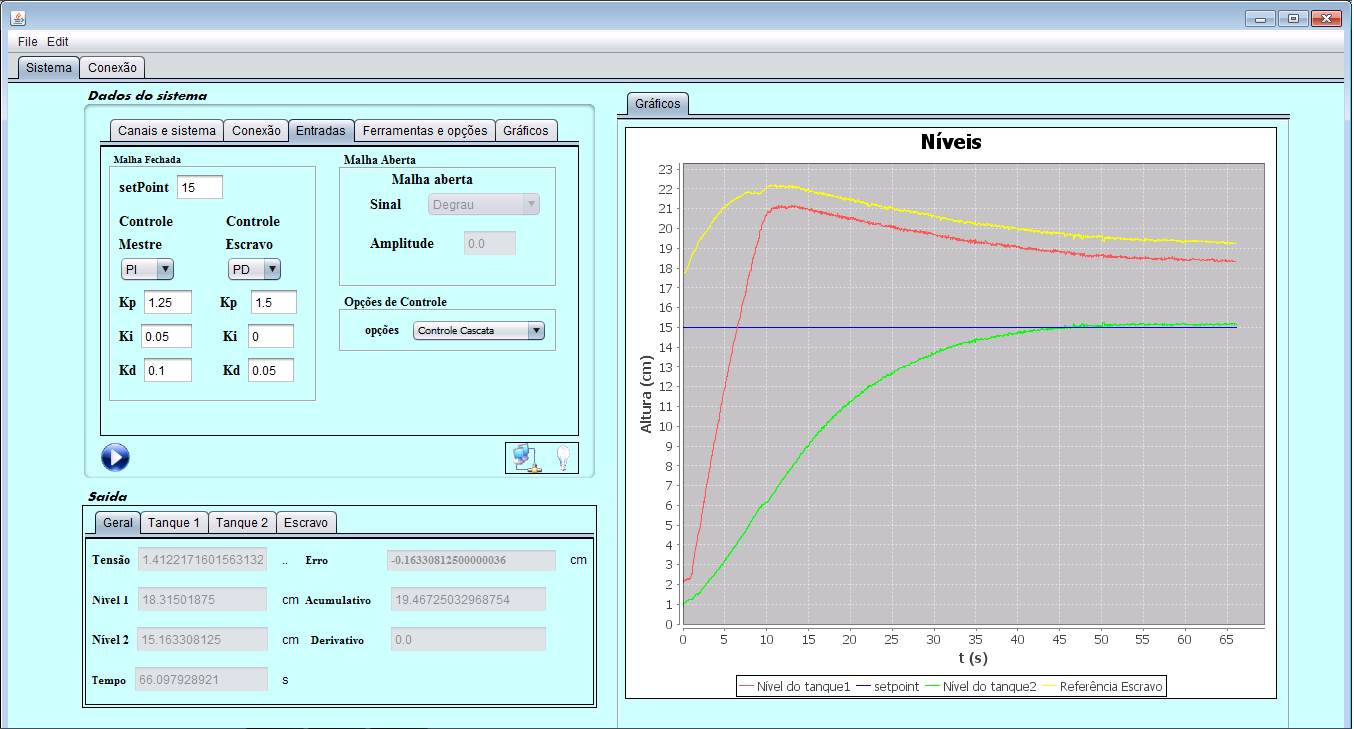 File Edit
Sistema Conexão
Dados do sistema
Canais e sistema Conexão Entradas Ferramentas e opções Gráficos
Malha Fechada
setPoint 15
Controle Controle
Mestre Escravo
PI PD
Kp 1.25 Kp 1.5
Ki 0.05 Ki 0
Kd 0.1 Kd 0.05
Malha Aberta
Malha aberta
Sinal Degrau
Amplitude 0.0
Opções de Controle
opções Controle Cascata
Saida
Geral Tanque 1 Tanque 2 Escravo
Tensão 1.4122171601563132 .. Erro -0.16330812500000036 cm
Nível 1 18.31501875 cm Acumulativo 19.46725032968754
Nível 2 15.163308125 cm Derivativo 0.0
Tempo 66.097928921 s
Gráficos
Níveis
23
22
21
20
19
18
17
16
15
14
13
12
11
10
9
8
7
6
5
4
3
2
1
0
Altura (cm)
0 5 10 15 20 25 30 35 40 45 50 55 60 65
t (s)
Nível do tanque1 setpoint Nível do tanque2 Referência Escravo